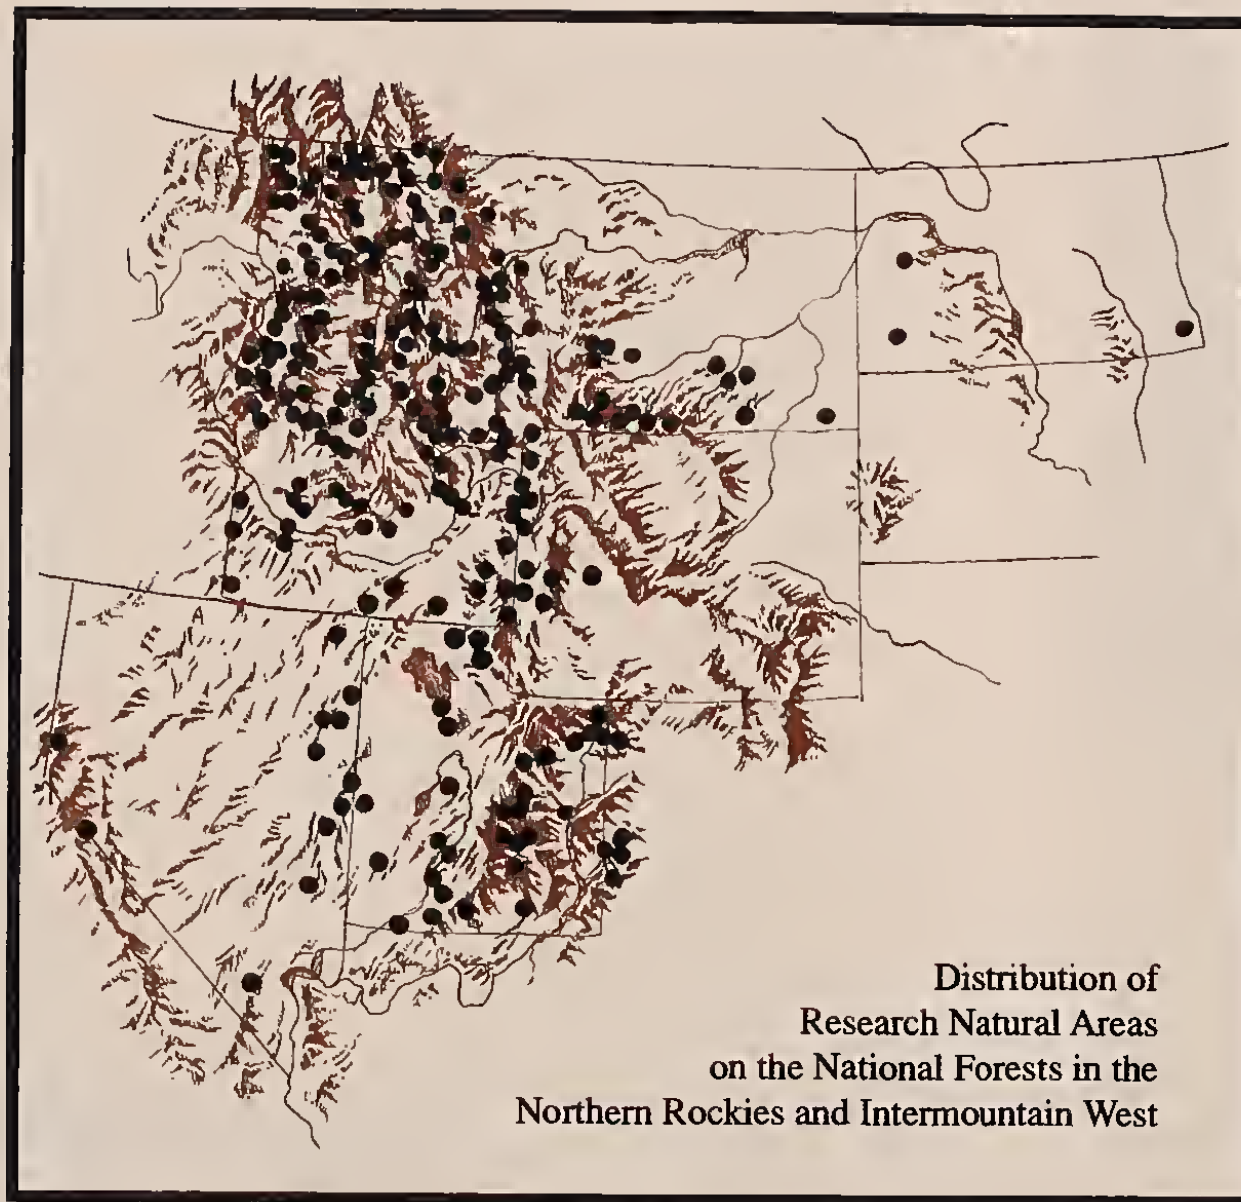 Distribution of
Research Natural Areas
on the National Forests in the
Northern Rockies and Intermountain West